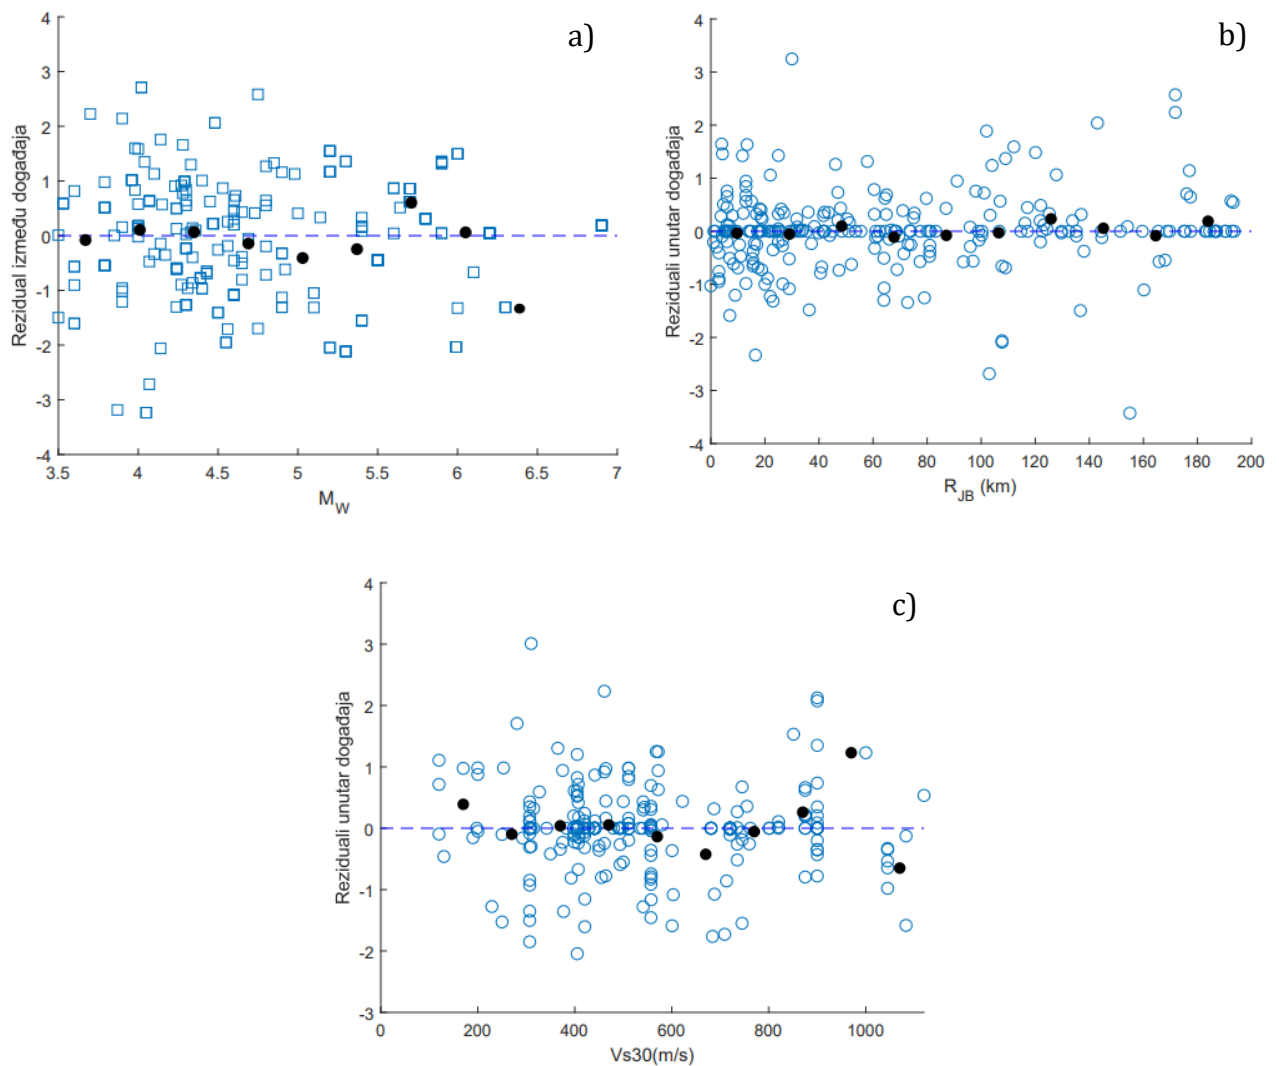 a)
Rezidual između događaja
4
3
2
1
0
-1
-2
-3
-4
3.5 4 4.5 5 5.5 6 6.5 7
M_W
b)
Reziduali unutar događaja
4
3
2
1
0
-1
-2
-3
-4
0 20 40 60 80 100 120 140 160 180 200
R_JB (km)
c)
Reziduali unutar događaja
4
3
2
1
0
-1
-2
-3
0 200 400 600 800 1000
Vs30(m/s)